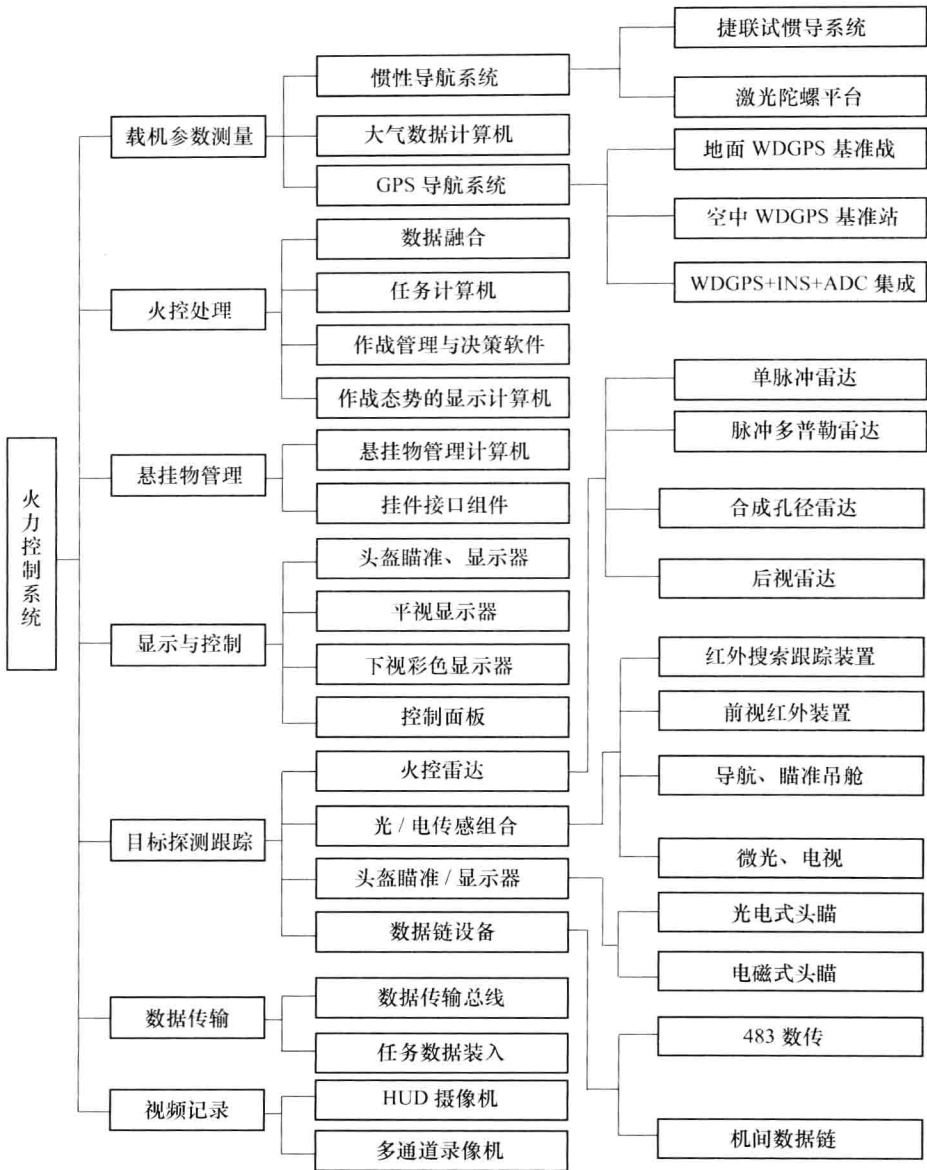 火力控制系统
载机参数测量
惯性导航系统
捷联试惯导系统
激光陀螺平台
大气数据计算机
GPS 导航系统
地面 WDGPS 基准战
空中 WDGPS 基准站
WDGPS+INS+ADC 集成
火控处理
数据融合
任务计算机
作战管理与决策软件
作战态势的显示计算机
悬挂物管理
悬挂物管理计算机
挂件接口组件
显示与控制
头盔瞄准、显示器
平视显示器
下视彩色显示器
控制面板
目标探测跟踪
火控雷达
单脉冲雷达
脉冲多普勒雷达
合成孔径雷达
后视雷达
光 / 电传感组合
红外搜索跟踪装置
前视红外装置
导航、瞄准吊舱
微光、电视
头盔瞄准 / 显示器
光电式头瞄
电磁式头瞄
数据链设备
483 数传
机间数据链
数据传输
数据传输总线
任务数据装入
视频记录
HUD 摄像机
多通道录像机